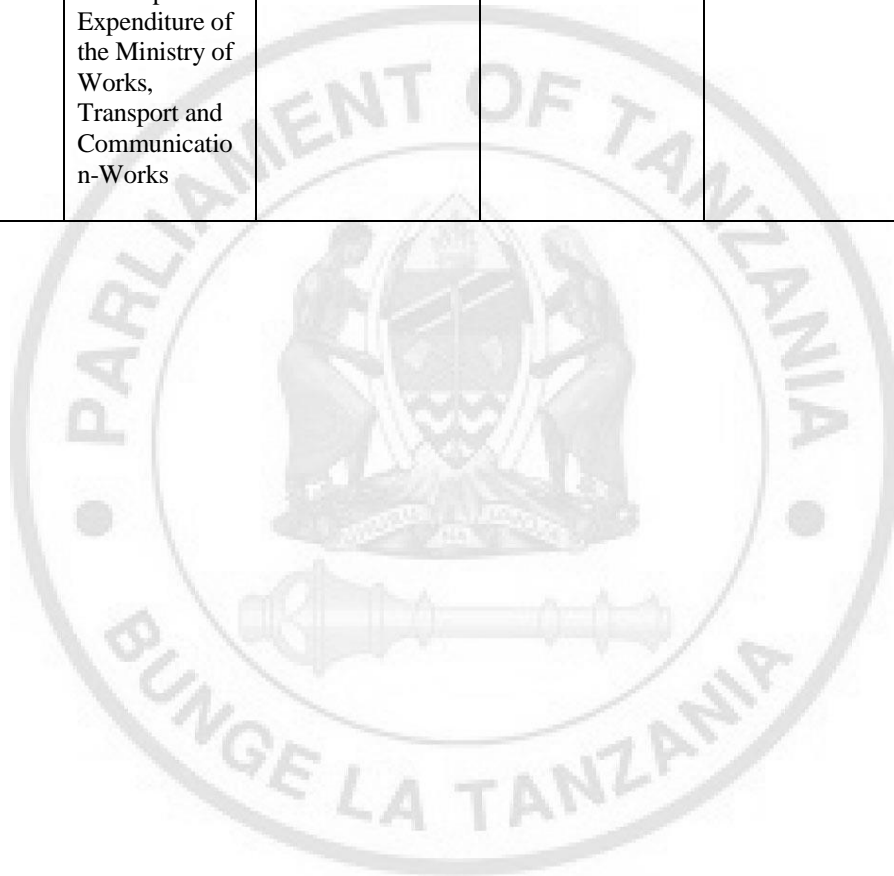 Expenditure of
the Ministry of
Works,
Transport and
Communicatio
n-Works
PARLIAMENT OF TANZANIA
BUNGE LA TANZANIA